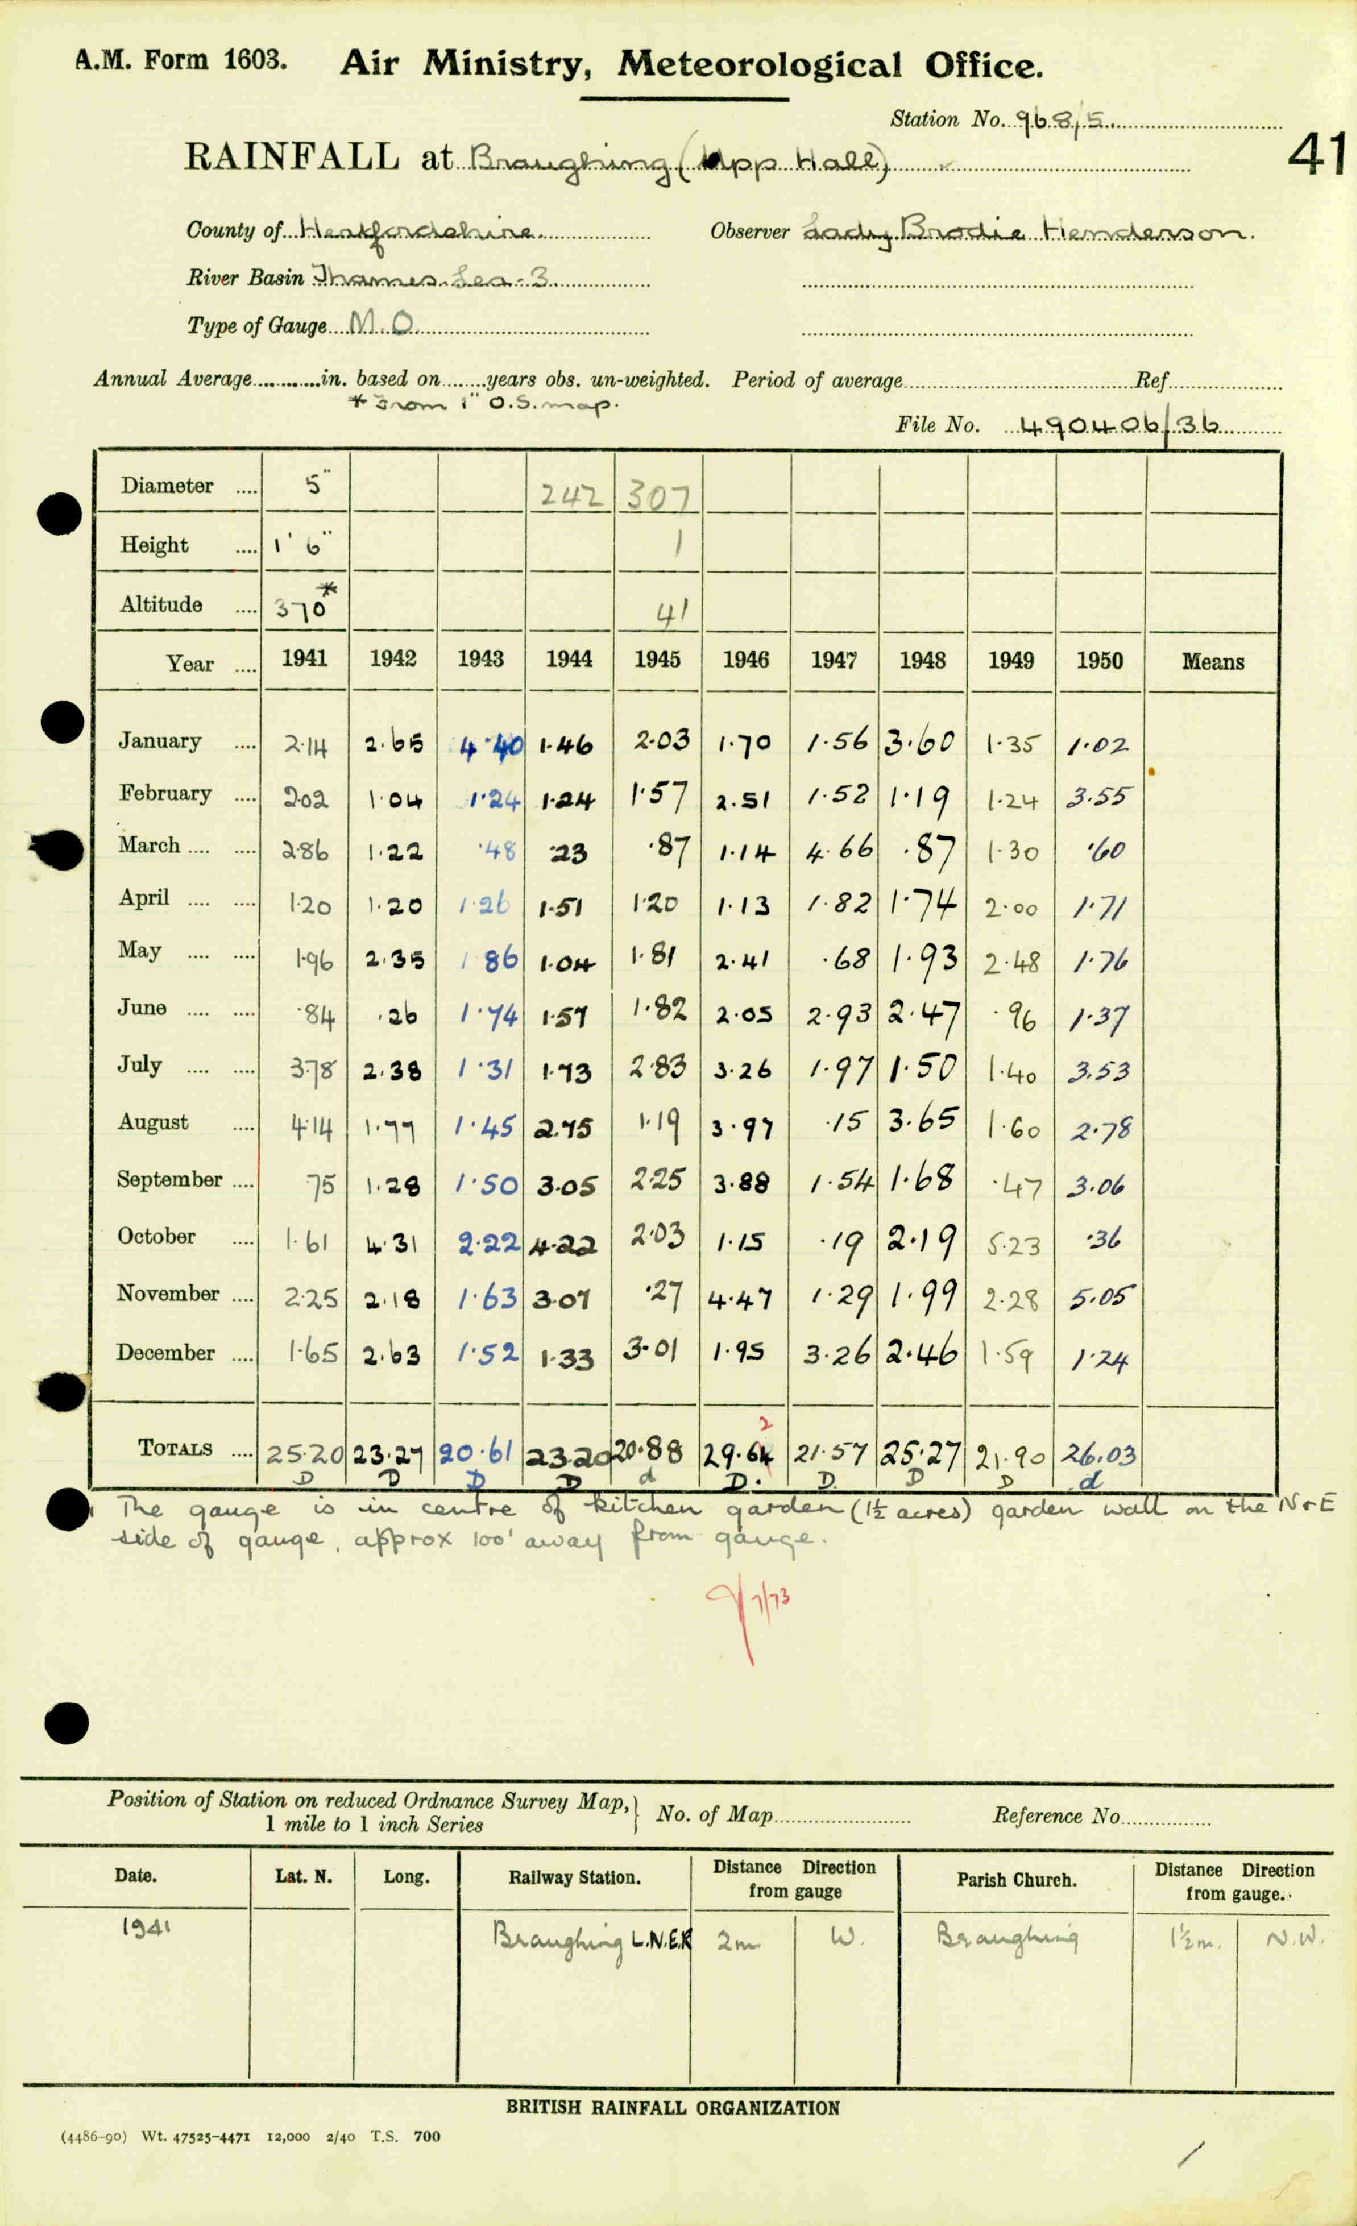 A.M. Form 1603. Air Ministry, Meteorological Office.
Station No. 968/5
41
RAINFALL at Braughing (Upp Hall)
County of Hertfordshire Observer Lady Brodie Henderson.
River Basin Thames. Lea-3
Type of Gauge M.O.
Annual Average............in. based on........years obs. un-weighted. Period of average Ref
* From 1" O.S. map.
File No. 490406/36
Diameter .... 5" 242 307
Height .... 1' 6" 1
Altitude .... 370* 41
Year .... 1941 1942 1943 1944 1945 1946 1947 1948 1949 1950 Means
January .... 2.14 2.65 4.40 1.46 2.03 1.70 1.56 3.60 1.35 1.02
February .... 2.02 1.04 1.24 1.24 1.57 2.51 1.52 1.19 1.24 3.55
March .... .... 2.86 1.22 .48 .23 .87 1.14 4.66 .87 1.30 .60
April .... .... 1.20 1.20 1.26 1.51 1.20 1.13 1.82 1.74 2.00 1.71
May .... .... 1.96 2.35 1.86 1.04 1.81 2.41 .68 1.93 2.48 1.76
June .... .... .84 .26 1.74 1.57 1.82 2.05 2.93 2.47 .96 1.37
July .... .... 3.78 2.38 1.31 1.73 2.83 3.26 1.97 1.50 1.40 3.53
August .... 4.14 1.77 1.45 2.75 1.19 3.97 .15 3.65 1.60 2.78
September .... 75 1.28 1.50 3.05 2.25 3.88 1.54 1.68 .47 3.06
October .... 1.61 4.31 2.22 4.22 2.03 1.15 .19 2.19 5.23 .36
November .... 2.25 2.18 1.63 3.07 .27 4.47 1.29 1.99 2.28 5.05
December .... 1.65 2.63 1.52 1.33 3.01 1.95 3.26 2.46 1.59 1.24
2
TOTALS .... 25.20 23.27 20.61 23.20 20.88 29.64 21.57 25.27 21.90 26.03
D D D D d D. D. D D d
The gauge is in centre of kitchen garden (1½ acres) garden wall on the N & E
side of gauge, approx 100' away from gauge.
7/73
Position of Station on reduced Ordnance Survey Map, } No. of Map Reference No
1 mile to 1 inch Series
Date. Lat. N. Long. Railway Station. Distance Direction from gauge Parish Church. Distance Direction from gauge.
1941 Braughing L.N.E.R 2m W. Braughing 1½m. N.W.
BRITISH RAINFALL ORGANIZATION
(4486-90) Wt. 47525-4471 12,000 2/40 T.S. 700